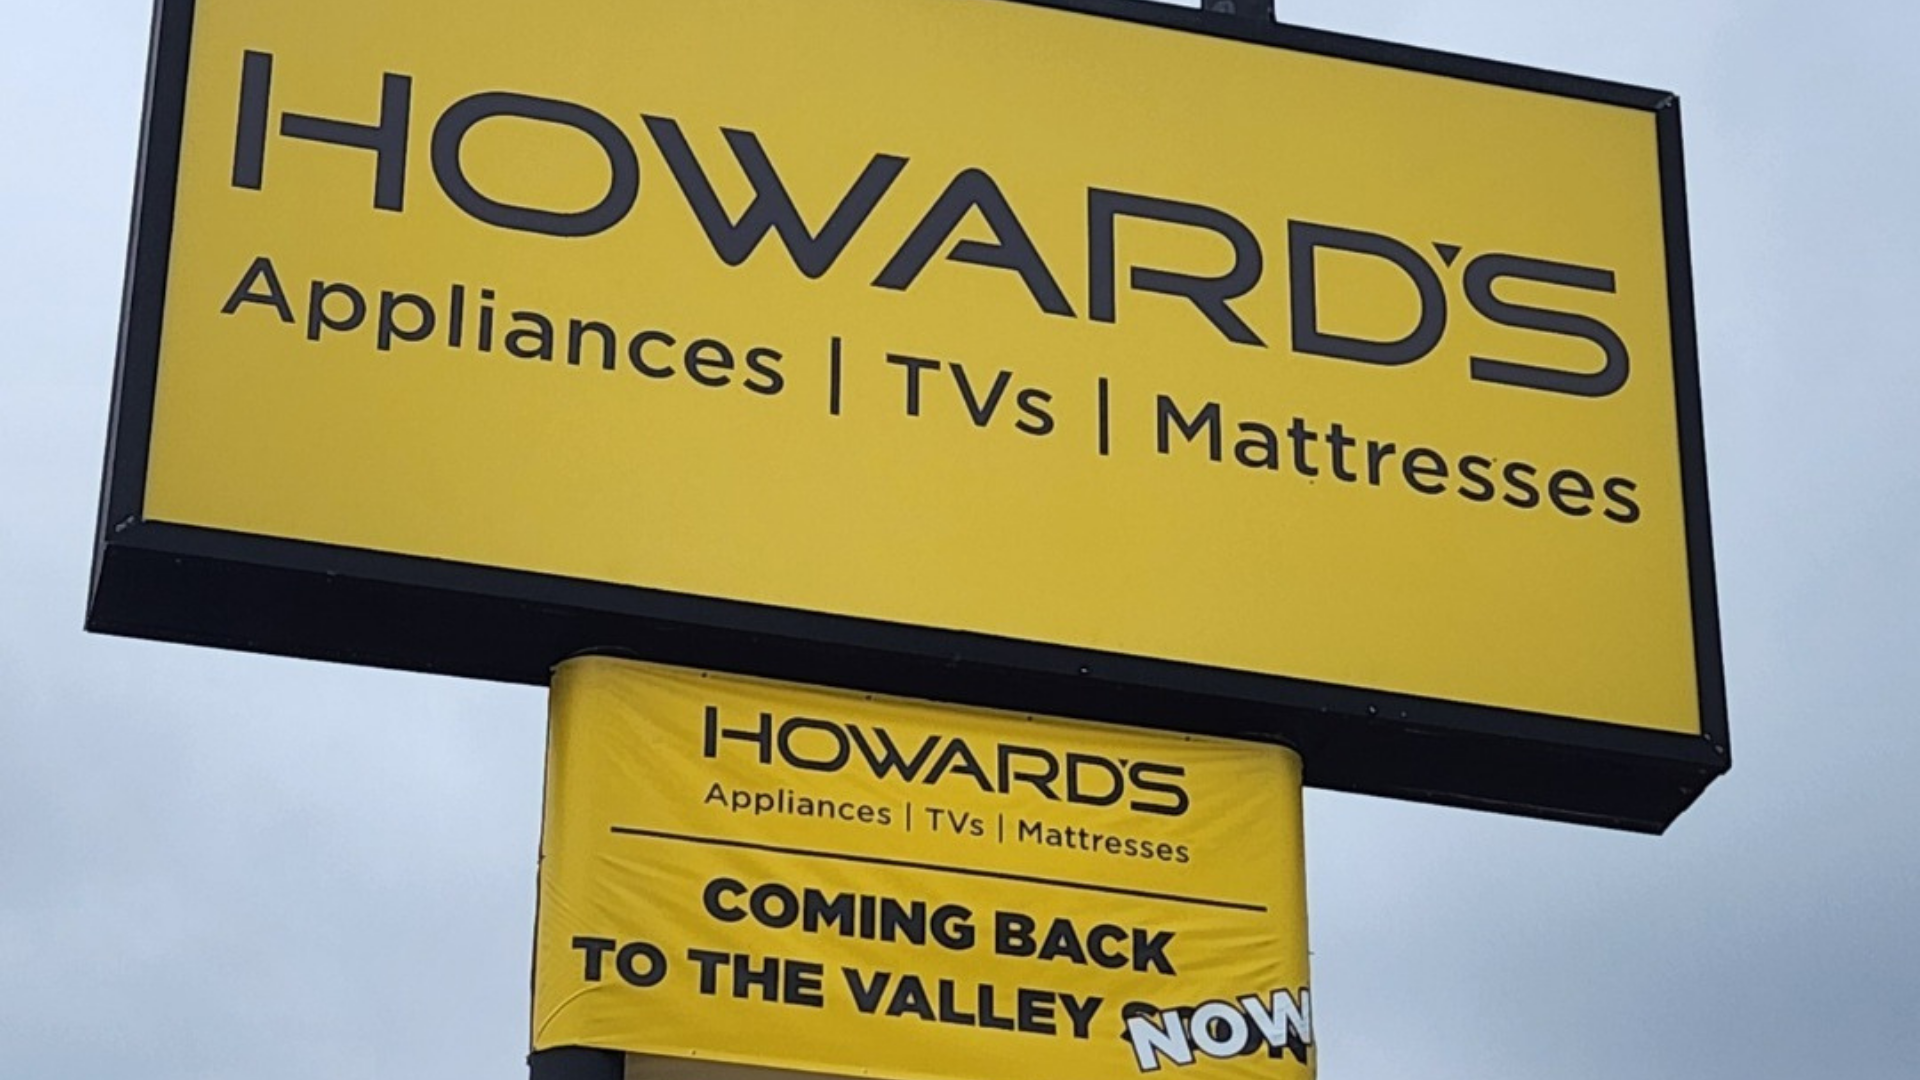 HOWARD'S
Appliances | TVs | Mattresses
HOWARD'S
Appliances | TVs | Mattresses
COMING BACK
TO THE VALLEY NOW